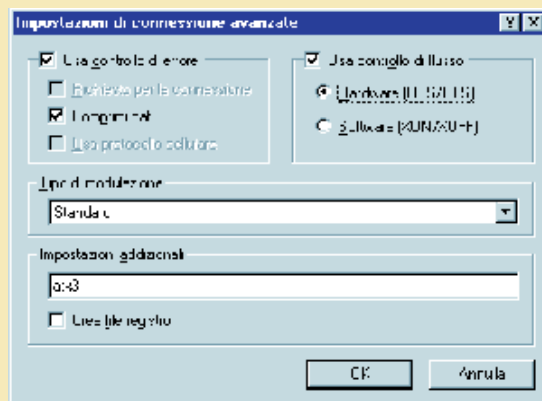 Impostazioni di connessione avanzate
Usa controllo di errore
Richiesto per la connessione
Comprimi dati
Usa protocollo cellulare
Usa controllo di flusso
Hardware (RTS/CTS)
Software (XON/XOFF)
Tipo di modulazione
Standard
Impostazioni addizionali
Crea file registro
OK
Annulla